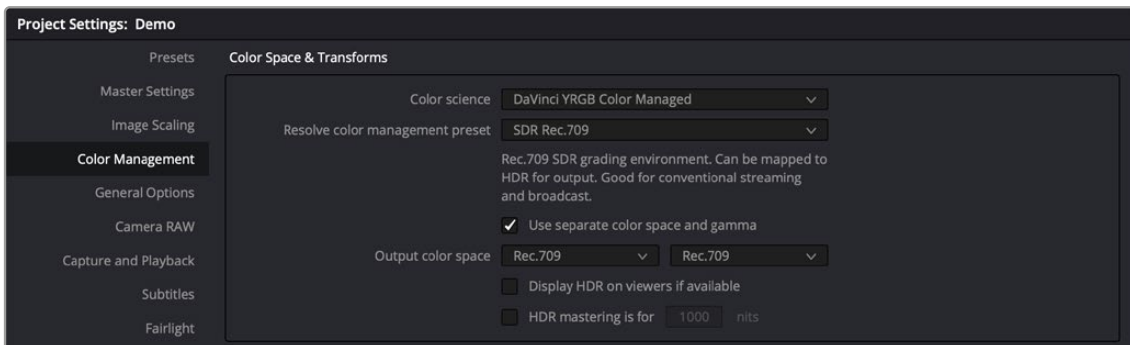 Project Settings: Demo
Presets
Color Space & Transforms
Master Settings
Color science DaVinci YRGB Color Managed
Image Scaling
Resolve color management preset SDR Rec.709
Color Management
Rec.709 SDR grading environment. Can be mapped to
HDR for output. Good for conventional streaming
and broadcast.
General Options
Camera RAW
Use separate color space and gamma
Capture and Playback
Output color space Rec.709 Rec.709
Subtitles
Display HDR on viewers if available
Fairlight
HDR mastering is for 1000 nits